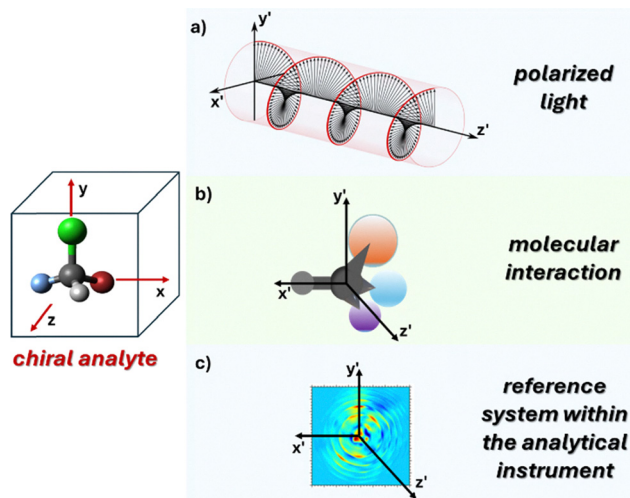 a)
y'
x'
z'
polarized
light
y
x
z
chiral analyte
b)
y'
x'
z'
molecular
interaction
c)
y'
x'
z'
reference
system within
the analytical
instrument